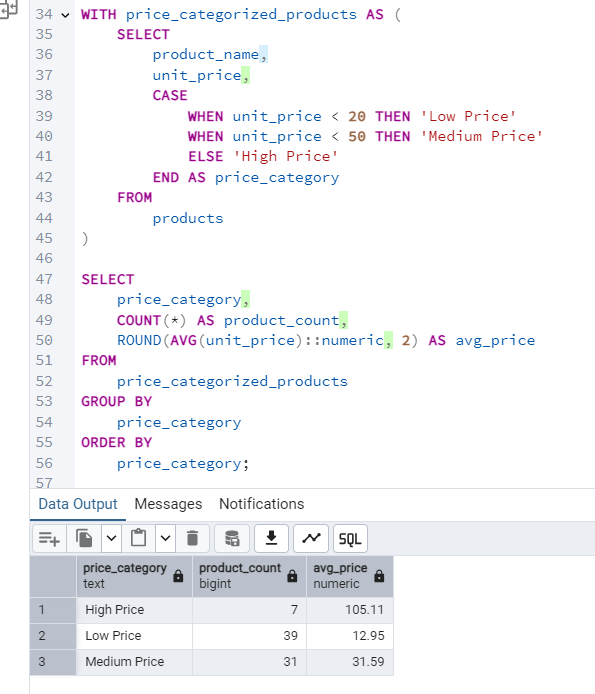 34 WITH price_categorized_products AS (
35 SELECT
36 product_name,
37 unit_price,
38 CASE
39 WHEN unit_price < 20 THEN 'Low Price'
40 WHEN unit_price < 50 THEN 'Medium Price'
41 ELSE 'High Price'
42 END AS price_category
43 FROM
44 products
45 )
46
47 SELECT
48 price_category,
49 COUNT(*) AS product_count,
50 ROUND(AVG(unit_price)::numeric, 2) AS avg_price
51 FROM
52 price_categorized_products
53 GROUP BY
54 price_category
55 ORDER BY
56 price_category;
57
Data Output Messages Notifications
SQL
price_category product_count avg_price
text bigint numeric
1 High Price 7 105.11
2 Low Price 39 12.95
3 Medium Price 31 31.59